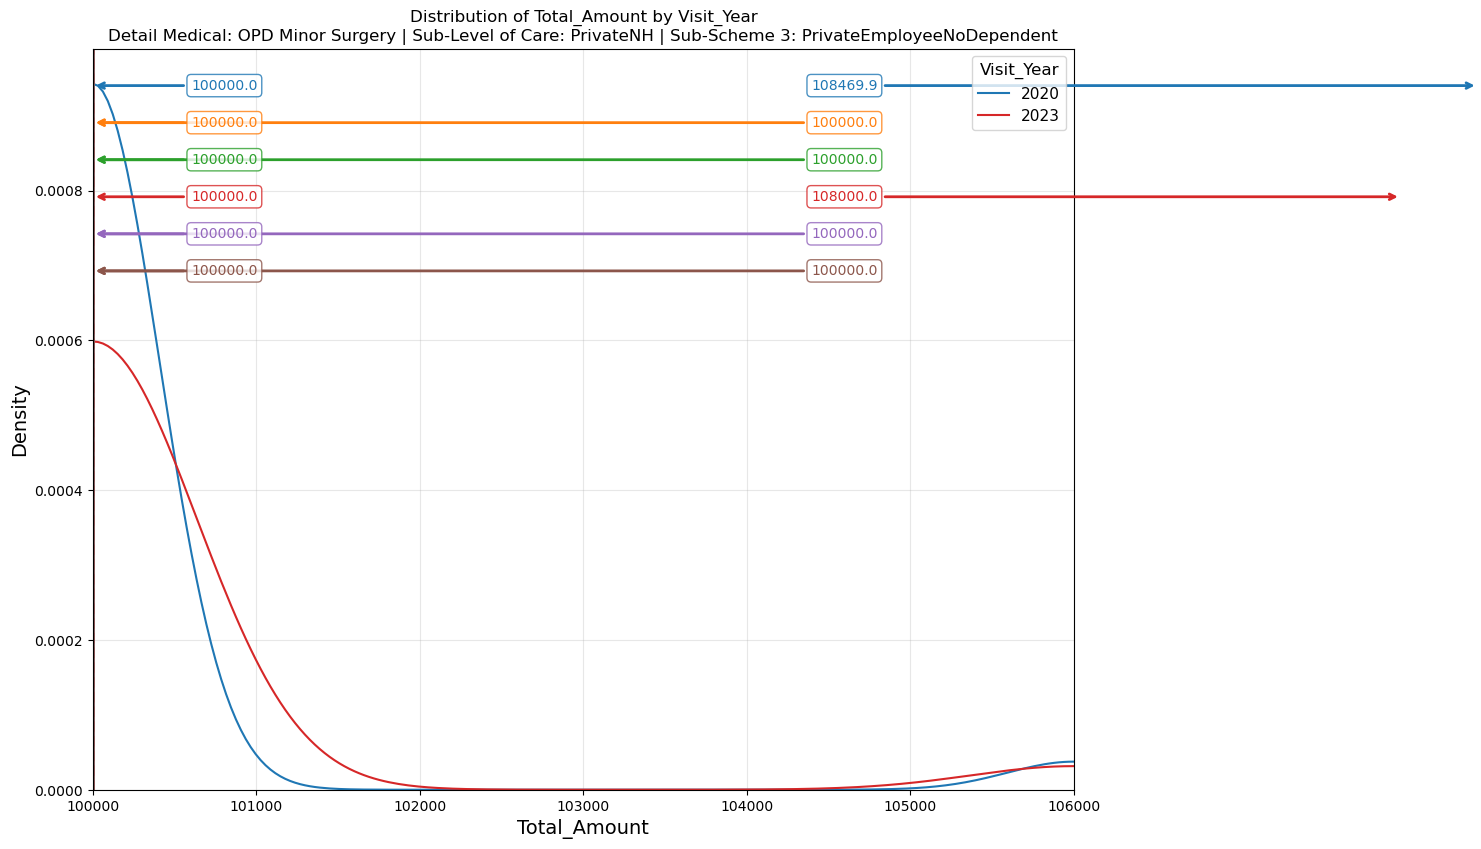 Distribution of Total_Amount by Visit_Year
Detail Medical: OPD Minor Surgery | Sub-Level of Care: PrivateNH | Sub-Scheme 3: PrivateEmployeeNoDependent
Visit_Year
2020
2023
100000.0 108469.9
100000.0 100000.0
100000.0 100000.0
100000.0 108000.0
100000.0 100000.0
100000.0 100000.0
Density
0.0008
0.0006
0.0004
0.0002
0.0000
100000 101000 102000 103000 104000 105000 106000
Total_Amount